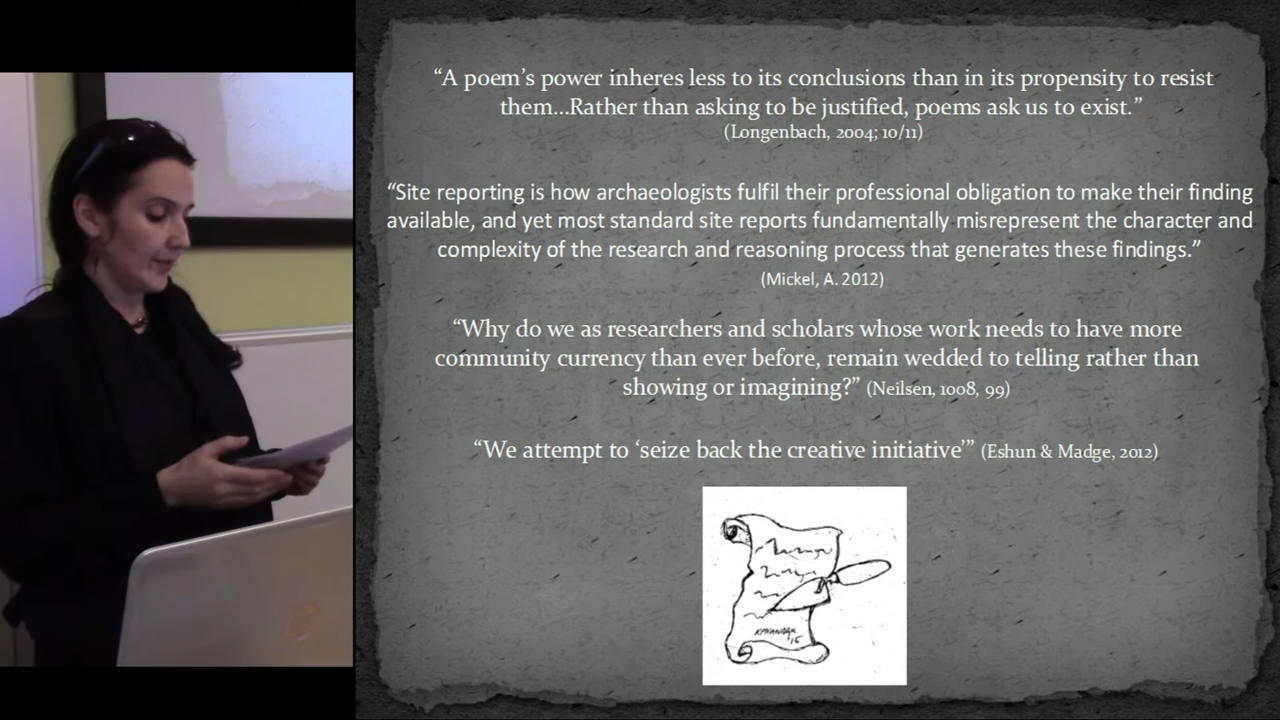 “A poem’s power inheres less to its conclusions than in its propensity to resist
them...Rather than asking to be justified, poems ask us to exist.”
(Longenbach, 2004; 10/11)
“Site reporting is how archaeologists fulfil their professional obligation to make their finding
available, and yet most standard site reports fundamentally misrepresent the character and
complexity of the research and reasoning process that generates these findings.”
(Mickel, A. 2012)
“Why do we as researchers and scholars whose work needs to have more
community currency than ever before, remain wedded to telling rather than
showing or imagining?” (Neilsen, 1008, 99)
“We attempt to ‘seize back the creative initiative’” (Eshun & Madge, 2012)
KAVANAGH
'16